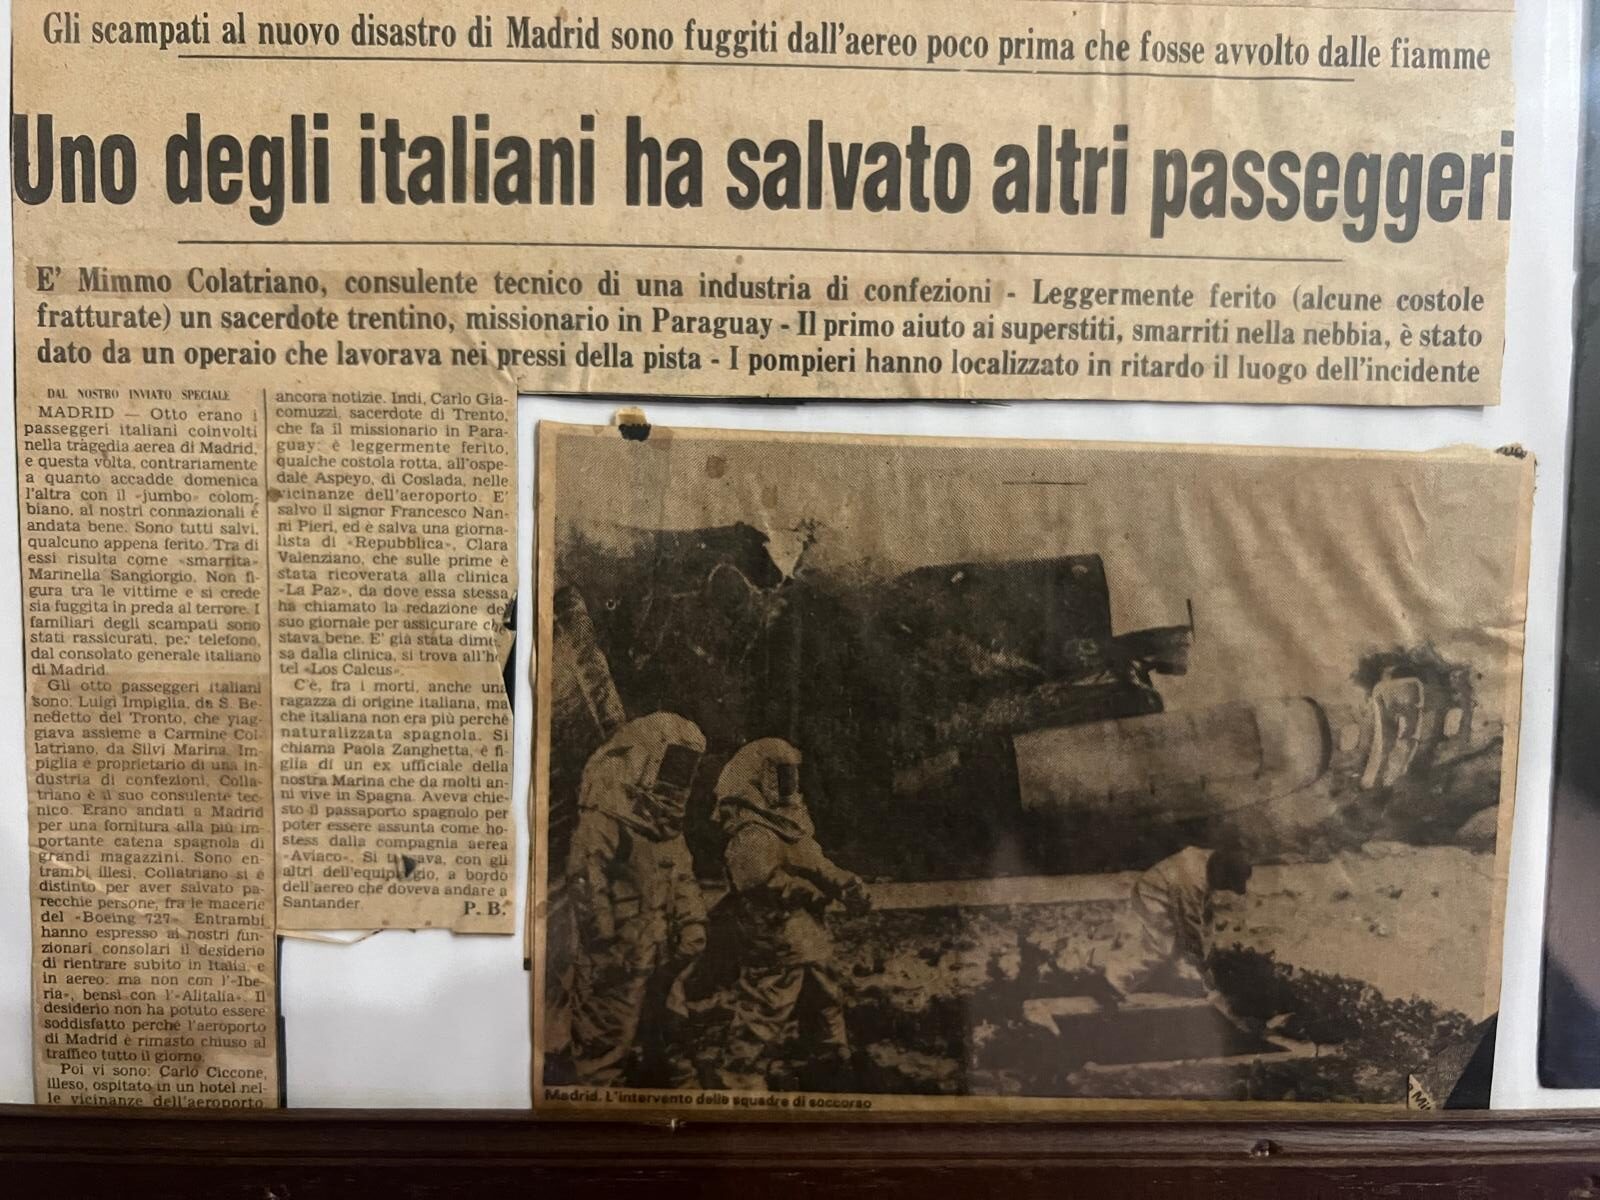 Gli scampati al nuovo disastro di Madrid sono fuggiti dall'aereo poco prima che fosse avvolto dalle fiamme
Uno degli italiani ha salvato altri passeggeri
E' Mimmo Colatriano, consulente tecnico di una industria di confezioni - Leggermente ferito (alcune costole
fratturate) un sacerdote trentino, missionario in Paraguay - Il primo aiuto ai superstiti, smarriti nella nebbia, è stato
dato da un operaio che lavorava nei pressi della pista - I pompieri hanno localizzato in ritardo il luogo dell'incidente
DAL NOSTRO INVIATO SPECIALE
MADRID — Otto erano i
passeggeri italiani coinvolti
nella tragedia aerea di Madrid,
e questa volta, contrariamente
a quanto accadde domenica
l'altra con il «jumbo» colom-
biano, ai nostri connazionali è
andata bene. Sono tutti salvi,
qualcuno appena ferito. Tra di
essi risulta come «smarrita»
Marinella Sangiorgio. Non fi-
gura tra le vittime e si crede
sia fuggita in preda al terrore. I
familiari degli scampati sono
stati rassicurati, per telefono,
dal consolato generale italiano
di Madrid.
Gli otto passeggeri italiani
sono: Luigi Impiglia, da S. Be-
nedetto del Tronto, che viag-
giava assieme a Carmine Col-
latriano, da Silvi Marina. Im-
piglia è proprietario di una in-
dustria di confezioni, Colla-
triano è il suo consulente tec-
nico. Erano andati a Madrid
per una fornitura alla più im-
portante catena spagnola di
grandi magazzini. Sono en-
trambi illesi. Collatriano si è
distinto per aver salvato pa-
recchie persone, fra le macerie
del «Boeing 727». Entrambi
hanno espresso ai nostri fun-
zionari consolari il desiderio
di rientrare subito in Italia, e
in aereo: ma non con l'«Ibe-
ria», bensì con l'«Alitalia». Il
desiderio non ha potuto essere
soddisfatto perché l'aeroporto
di Madrid è rimasto chiuso al
traffico tutto il giorno.
Poi vi sono: Carlo Ciccone,
illeso, ospitato in un hotel nel-
le vicinanze dell'aeroporto
ancora notizie. Indi, Carlo Gia-
comuzzi, sacerdote di Trento,
che fa il missionario in Para-
guay: è leggermente ferito,
qualche costola rotta, all'ospe-
dale Aspeyo, di Coslada, nelle
vicinanze dell'aeroporto. E'
salvo il signor Francesco Nan-
ni Pieri, ed è salva una giorna-
lista di «Repubblica», Clara
Valenziano, che sulle prime è
stata ricoverata alla clinica
«La Paz», da dove essa stessa
ha chiamato la redazione del
suo giornale per assicurare che
stava bene. E' già stata dime
sa dalla clinica, si trova all'h
tel «Los Calcus».
C'è, fra i morti, anche una
ragazza di origine italiana, ma
che italiana non era più perché
naturalizzata spagnola. Si
chiama Paola Zanghetta, è fi-
glia di un ex ufficiale della
nostra Marina che da molti an-
ni vive in Spagna. Aveva chie-
sto il passaporto spagnolo per
poter essere assunta come ho-
stess dalla compagnia aerea
«Aviaco». Si trovava, con gli
altri dell'equipaggio, a bordo
dell'aereo che doveva andare a
Santander.
P. B.
Madrid. L'intervento delle squadre di soccorso